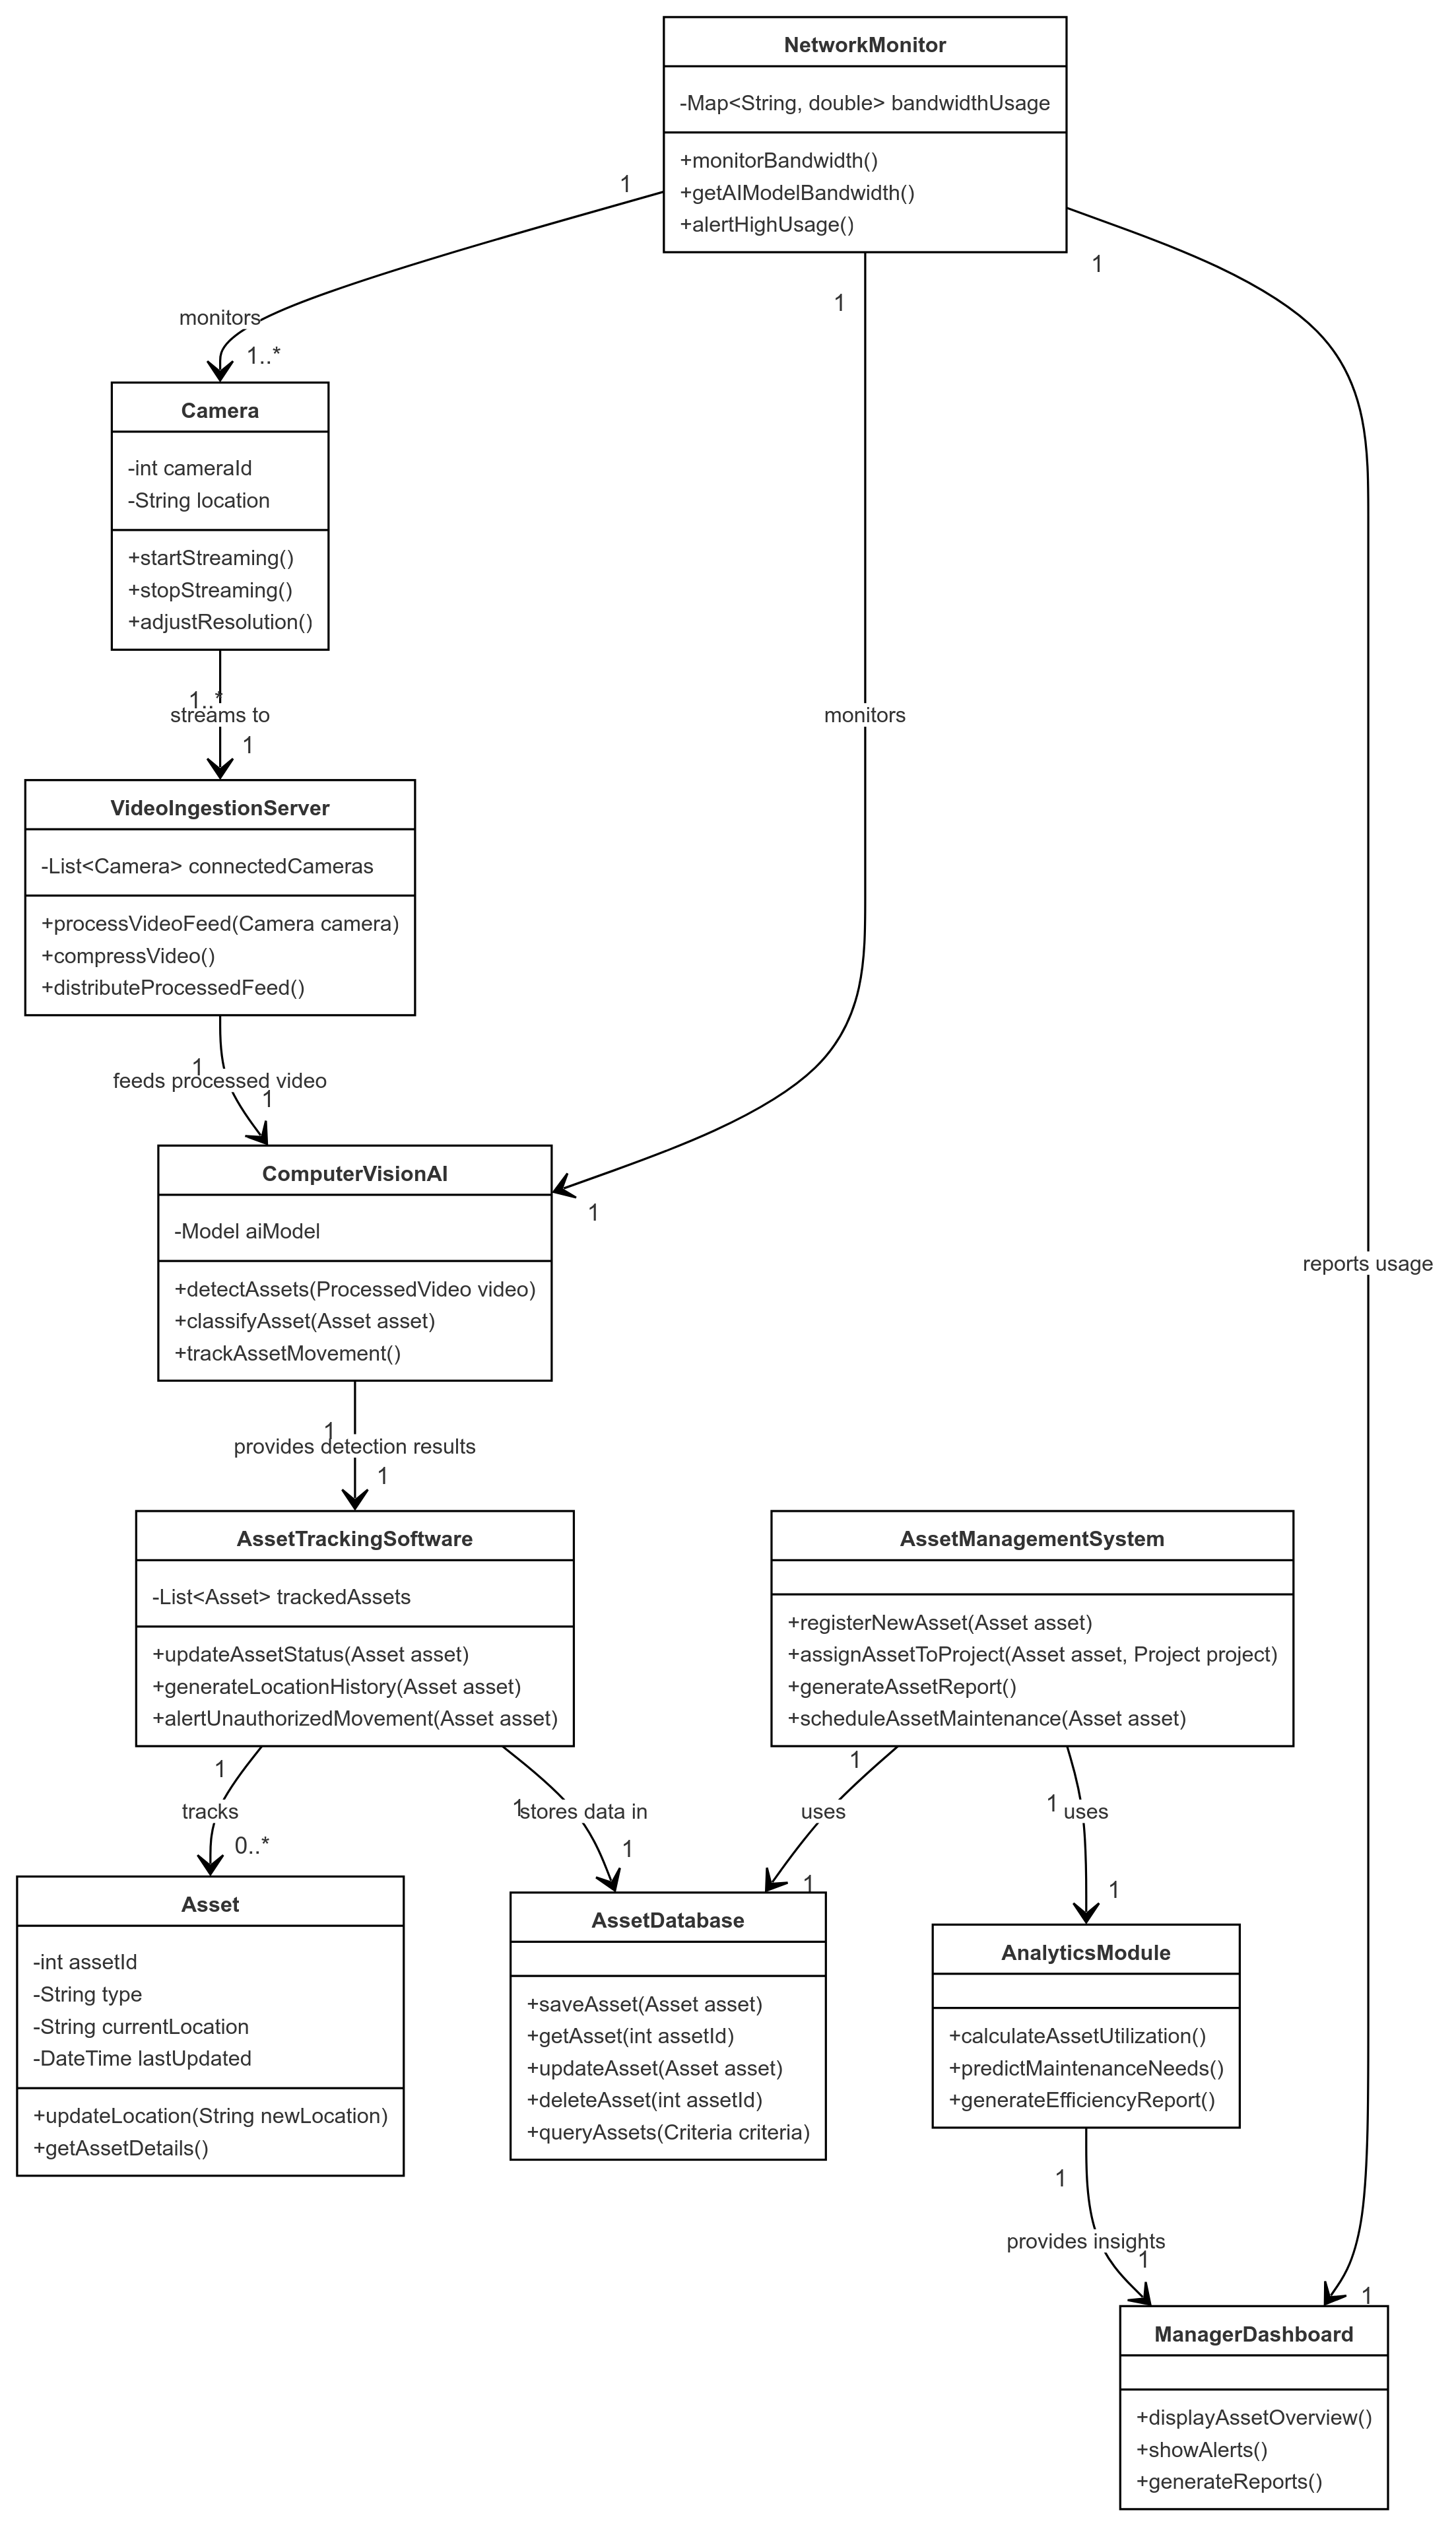 NetworkMonitor
-Map<String, double> bandwidthUsage
+monitorBandwidth()
+getAIModelBandwidth()
+alertHighUsage()
1
1
1
monitors
1..*
Camera
-int cameraId
-String location
+startStreaming()
+stopStreaming()
+adjustResolution()
1..*
streams to
1
monitors
VideoIngestionServer
-List<Camera> connectedCameras
+processVideoFeed(Camera camera)
+compressVideo()
+distributeProcessedFeed()
1
feeds processed video
1
ComputerVisionAI
-Model aiModel
+detectAssets(ProcessedVideo video)
+classifyAsset(Asset asset)
+trackAssetMovement()
1
reports usage
1
provides detection results
1
AssetTrackingSoftware
-List<Asset> trackedAssets
+updateAssetStatus(Asset asset)
+generateLocationHistory(Asset asset)
+alertUnauthorizedMovement(Asset asset)
AssetManagementSystem
+registerNewAsset(Asset asset)
+assignAssetToProject(Asset asset, Project project)
+generateAssetReport()
+scheduleAssetMaintenance(Asset asset)
1
tracks
0..*
1
stores data in
1
1
uses
1
1
uses
1
Asset
-int assetId
-String type
-String currentLocation
-DateTime lastUpdated
+updateLocation(String newLocation)
+getAssetDetails()
AssetDatabase
+saveAsset(Asset asset)
+getAsset(int assetId)
+updateAsset(Asset asset)
+deleteAsset(int assetId)
+queryAssets(Criteria criteria)
AnalyticsModule
+calculateAssetUtilization()
+predictMaintenanceNeeds()
+generateEfficiencyReport()
1
provides insights
1
1
ManagerDashboard
+displayAssetOverview()
+showAlerts()
+generateReports()